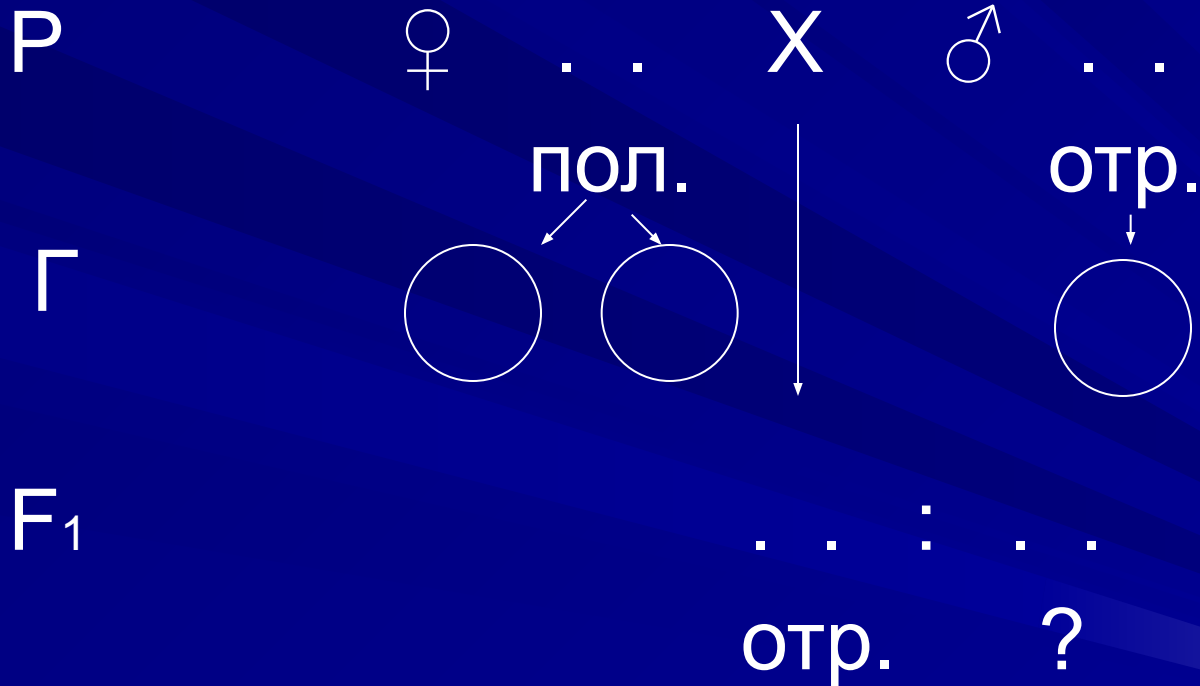 Р ♀ . . Х ♂ . .
пол. отр.
Г
F₁ . . : . .
отр. ?